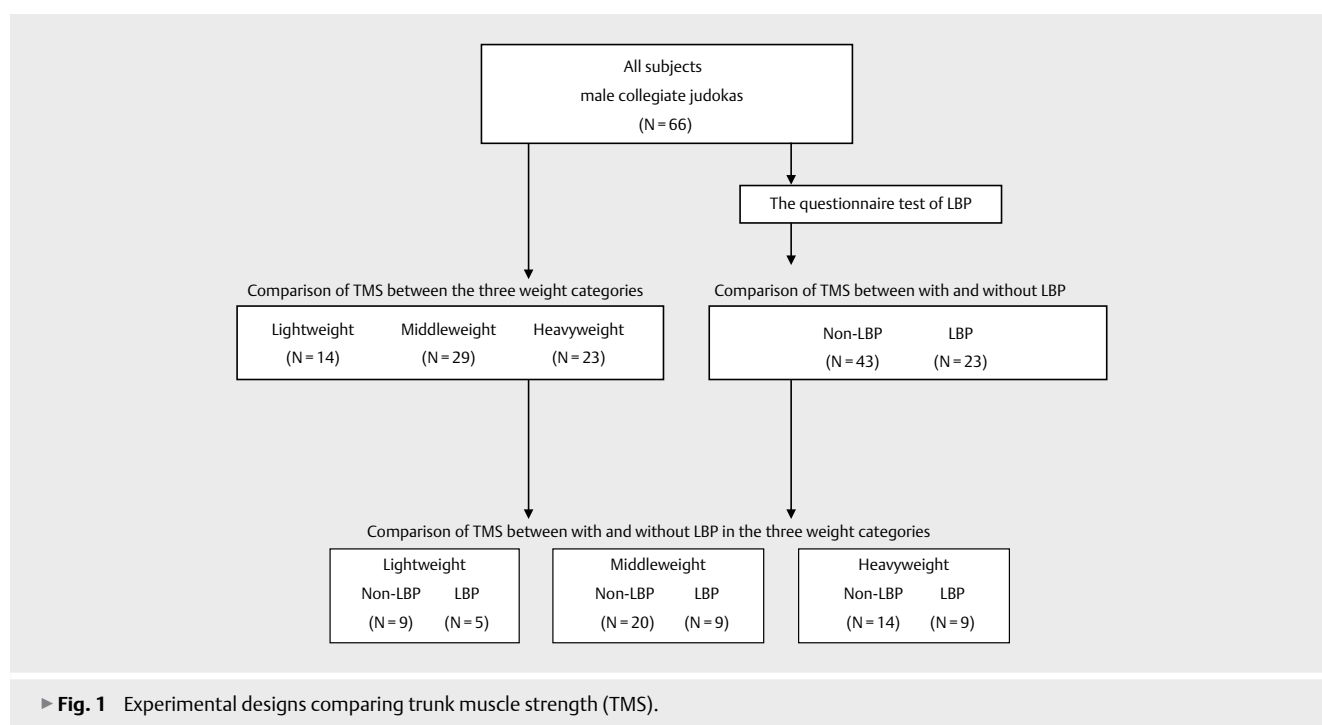 All subjects
male collegiate judokas
(N = 66)
The questionnaire test of LBP
Comparison of TMS between the three weight categories
Lightweight Middleweight Heavyweight
(N = 14) (N = 29) (N = 23)
Comparison of TMS between with and without LBP
Non-LBP LBP
(N = 43) (N = 23)
Comparison of TMS between with and without LBP in the three weight categories
Lightweight
Non-LBP LBP
(N = 9) (N = 5)
Middleweight
Non-LBP LBP
(N = 20) (N = 9)
Heavyweight
Non-LBP LBP
(N = 14) (N = 9)
▶ Fig. 1 Experimental designs comparing trunk muscle strength (TMS).